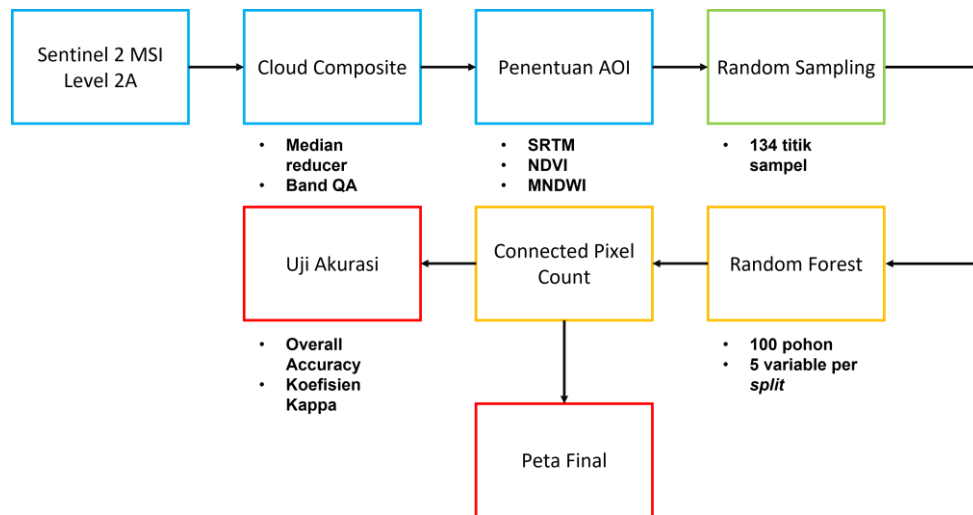 Sentinel 2 MSI
Level 2A
Cloud Composite
Penentuan AOI
Random Sampling
• Median
reducer
• Band QA
• SRTM
• NDVI
• MNDWI
• 134 titik
sampel
Uji Akurasi
Connected Pixel
Count
Random Forest
• Overall
Accuracy
• Koefisien
Kappa
• 100 pohon
• 5 variable per
split
Peta Final